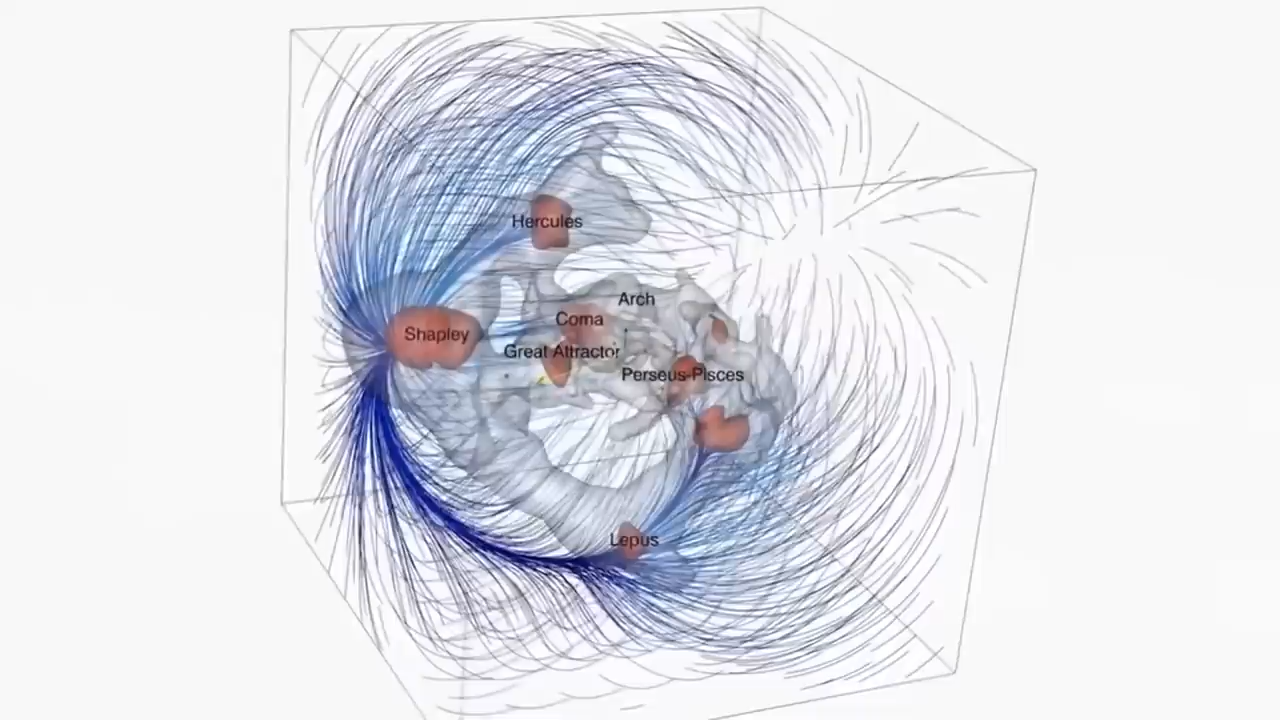 Hercules
Arch
Coma
Shapley
Great Attractor
Perseus-Pisces
Lepus